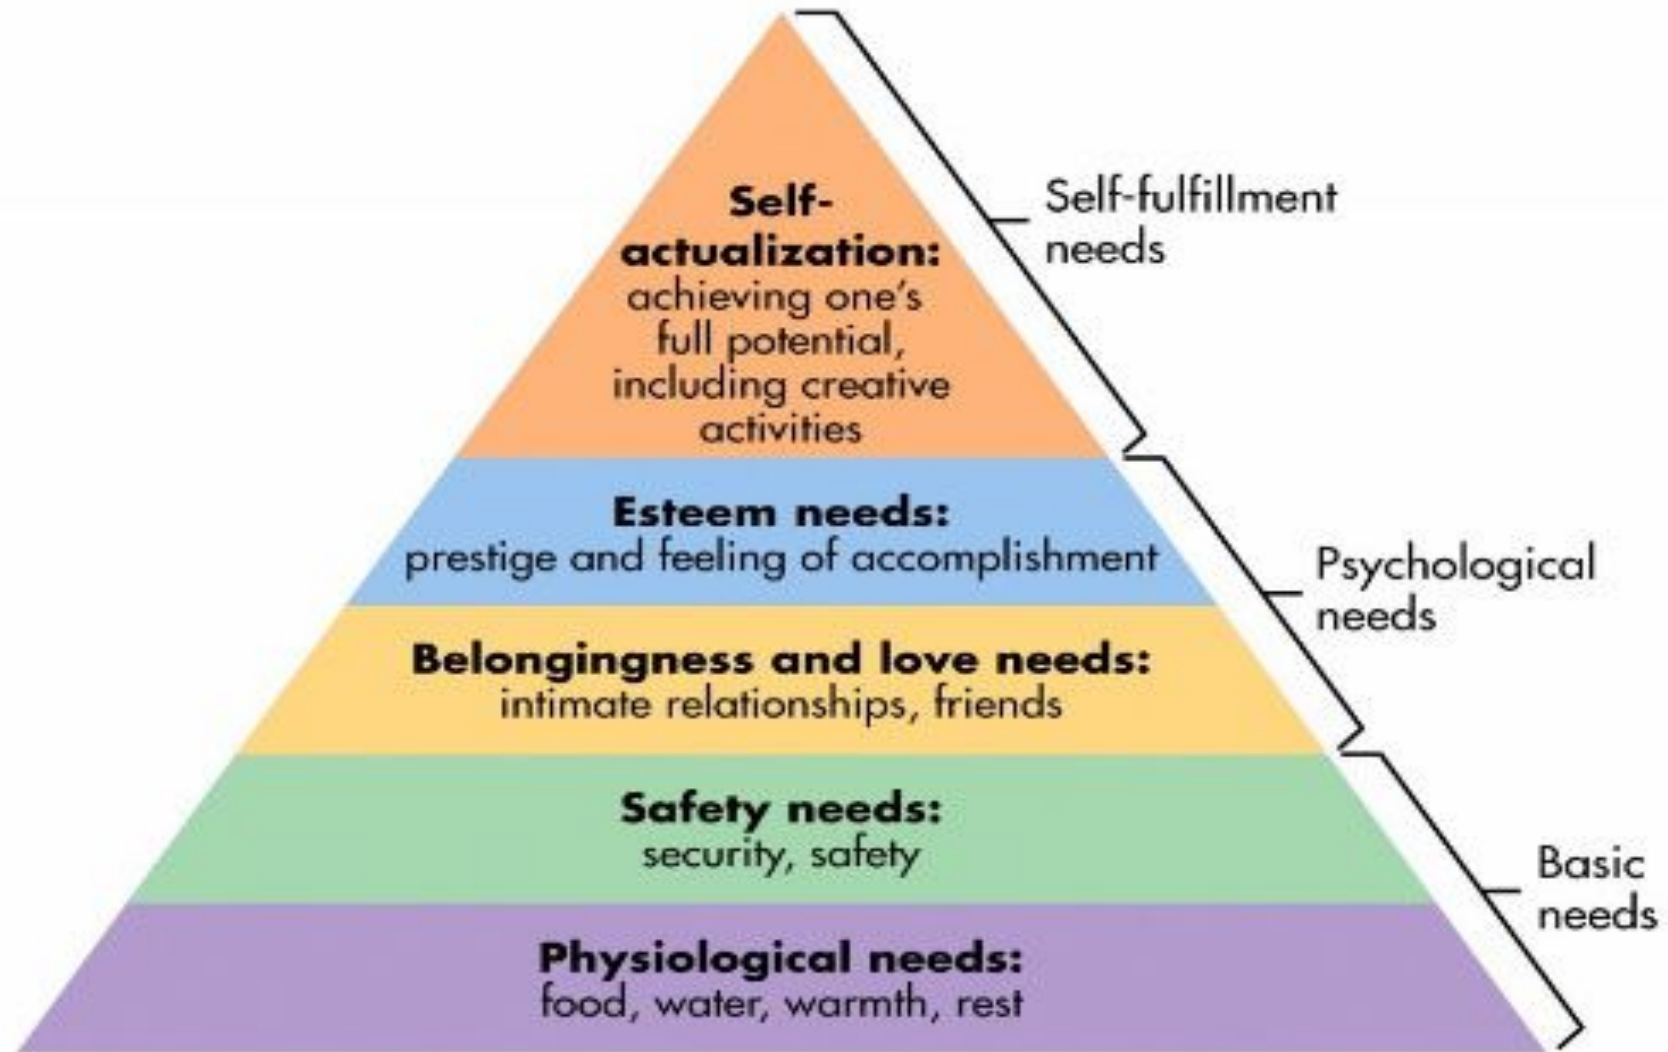 Self-
actualization:
achieving one's
full potential,
including creative
activities
Self-fulfillment
needs
Esteem needs:
prestige and feeling of accomplishment
Psychological
needs
Belongingness and love needs:
intimate relationships, friends
Safety needs:
security, safety
Basic
needs
Physiological needs:
food, water, warmth, rest